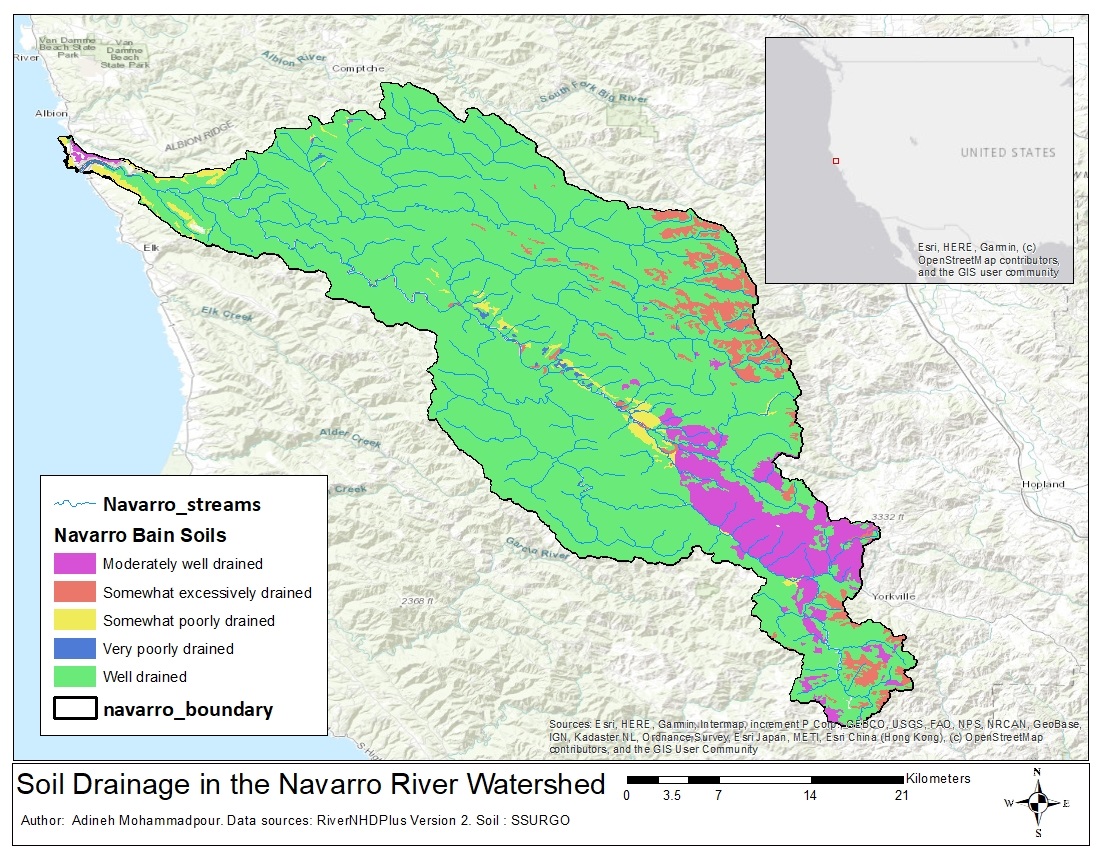 Van Damme
Beach State
Park
Van
Damme
Beach
State Park
River
Albion River
Comptche
South Fork Big River
Albion
ALBION RIDGE
UNITED STATES
Esri, HERE, Garmin, (c)
OpenStreetMap contributors,
and the GIS user community
Elk
Elk Creek
Alder Creek
Creek
Hopland
3332 ft
Garcia River
Yorkville
2368 ft
Navarro_streams
Navarro Bain Soils
Moderately well drained
Somewhat excessively drained
Somewhat poorly drained
Very poorly drained
Well drained
navarro_boundary
Sources: Esri, HERE, Garmin, Intermap, increment P Corp., GEBCO, USGS, FAO, NPS, NRCAN, GeoBase,
IGN, Kadaster NL, Ordnance Survey, Esri Japan, METI, Esri China (Hong Kong), (c) OpenStreetMap
contributors, and the GIS User Community
Soil Drainage in the Navarro River Watershed
Kilometers
0 3.5 7 14 21
N
W E
S
Author: Adineh Mohammadpour. Data sources: RiverNHDPlus Version 2. Soil : SSURGO